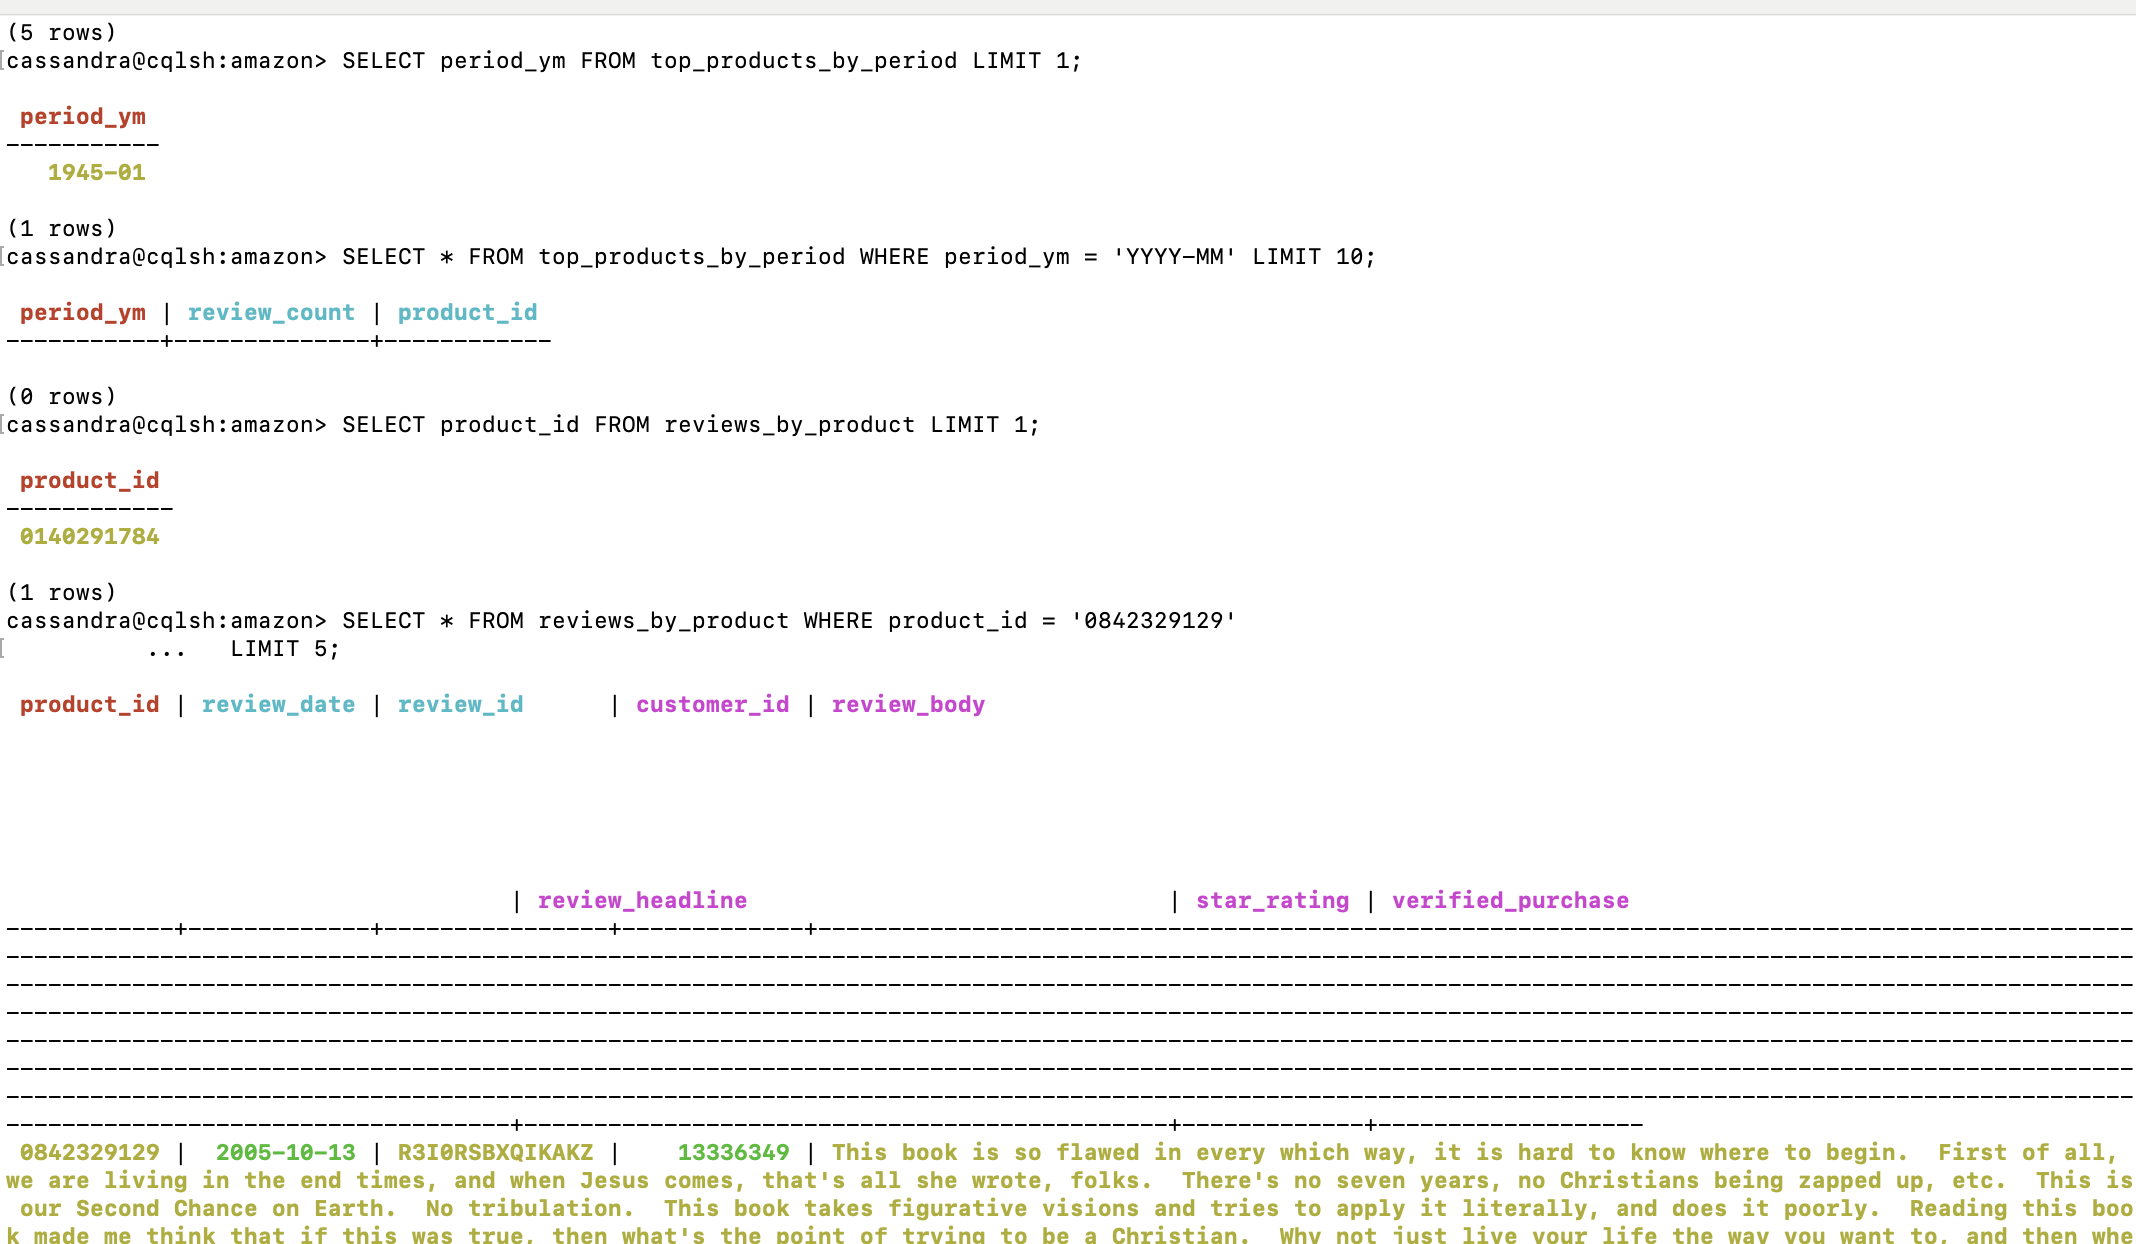 (5 rows)
cassandra@cqlsh:amazon> SELECT period_ym FROM top_products_by_period LIMIT 1;
period_ym
-----------
1945-01
(1 rows)
cassandra@cqlsh:amazon> SELECT * FROM top_products_by_period WHERE period_ym = 'YYYY-MM' LIMIT 10;
period_ym | review_count | product_id
-----------+--------------+------------
(0 rows)
cassandra@cqlsh:amazon> SELECT product_id FROM reviews_by_product LIMIT 1;
product_id
------------
0140291784
(1 rows)
cassandra@cqlsh:amazon> SELECT * FROM reviews_by_product WHERE product_id = '0842329129'
... LIMIT 5;
product_id | review_date | review_id | customer_id | review_body
| review_headline | star_rating | verified_purchase
0842329129 | 2005-10-13 | R3I0RSBXQIKAKZ | 13336349 | This book is so flawed in every which way, it is hard to know where to begin. First of all,
we are living in the end times, and when Jesus comes, that's all she wrote, folks. There's no seven years, no Christians being zapped up, etc. This is
our Second Chance on Earth. No tribulation. This book takes figurative visions and tries to apply it literally, and does it poorly. Reading this boo
k made me think that if this was true, then what's the point of trying to be a Christian. Why not just live your life the way you want to, and then whe